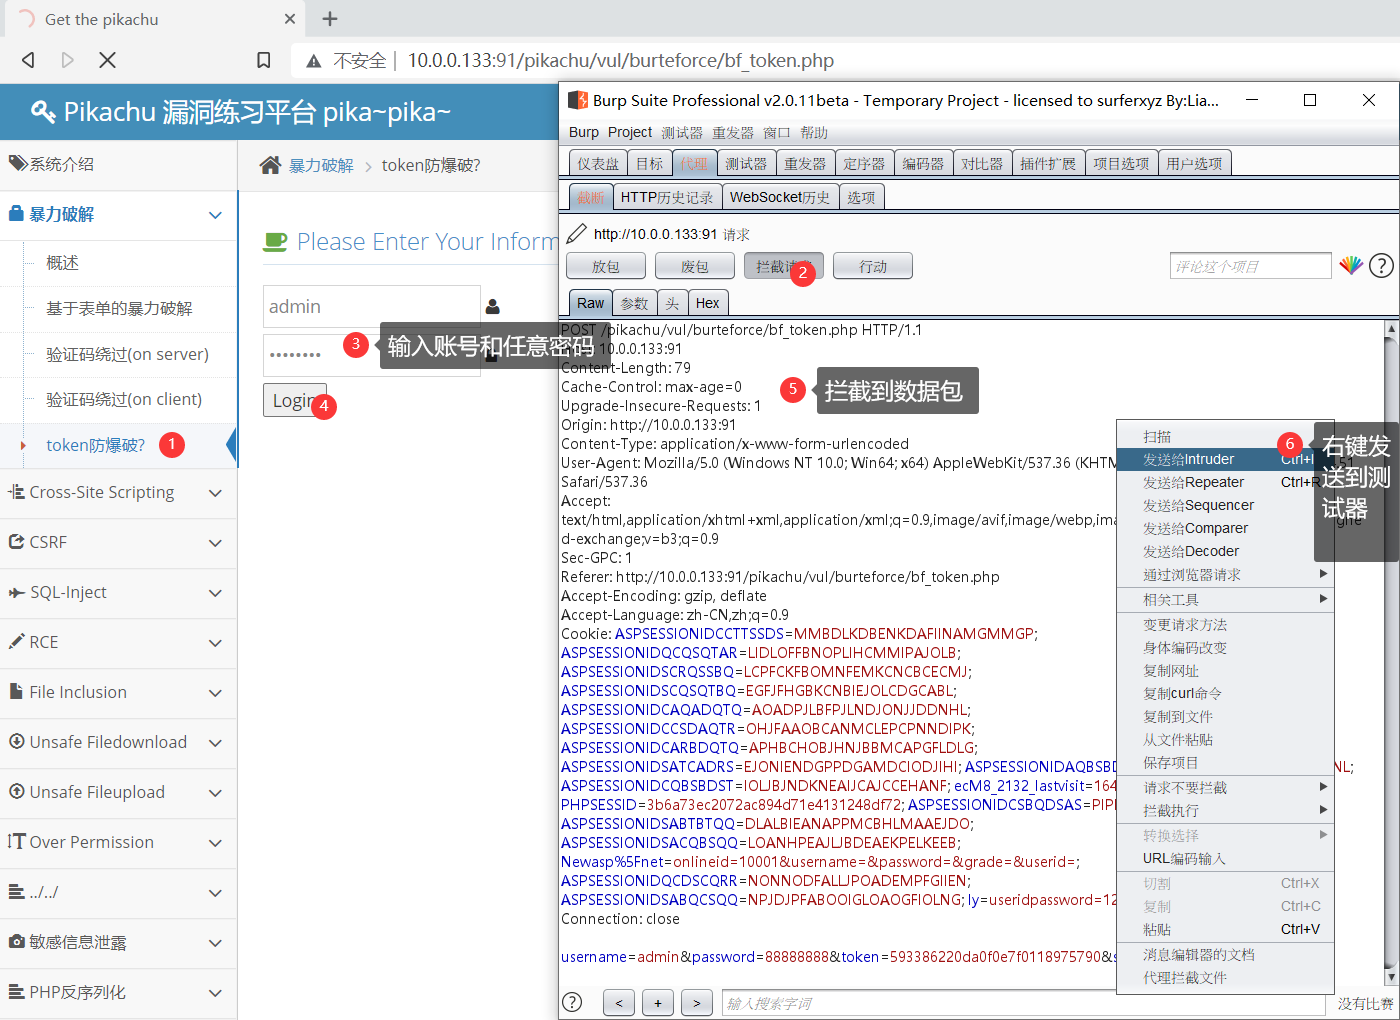 Get the pikachu
不安全
10.0.0.133:91/pikachu/vul/burteforce/bf_token.php
Pikachu 漏洞练习平台 pika~pika~
系统介绍
暴力破解
概述
基于表单的暴力破解
验证码绕过(on server)
验证码绕过(on client)
token防爆破?
1
Cross-Site Scripting
CSRF
SQL-Inject
RCE
File Inclusion
Unsafe Filedownload
Unsafe Fileupload
Over Permission
../../
敏感信息泄露
PHP反序列化
暴力破解 > token防爆破?
Please Enter Your Inform
admin
••••••••
3 输入账号和任意密码
Login
4
Burp Suite Professional v2.0.11beta - Temporary Project - licensed to surferxyz By:Lia...
Burp Project 测试器 重发器 窗口 帮助
仪表盘 目标 代理 测试器 重发器 定序器 编码器 对比器 插件扩展 项目选项 用户选项
截断 HTTP历史记录 WebSocket历史 选项
http://10.0.0.133:91 请求
放包 废包 拦截 2 行动 评论这个项目
Raw 参数 头 Hex
POST /pikachu/vul/burteforce/bf_token.php HTTP/1.1
10.0.0.133:91
Content-Length: 79
Cache-Control: max-age=0
5 拦截到数据包
Upgrade-Insecure-Requests: 1
Origin: http://10.0.0.133:91
Content-Type: application/x-www-form-urlencoded
User-Agent: Mozilla/5.0 (Windows NT 10.0; Win64; x64) AppleWebKit/537.36 (KHTM
Safari/537.36
Accept:
text/html,application/xhtml+xml,application/xml;q=0.9,image/avif,image/webp,ima
d-exchange;v=b3;q=0.9
Sec-GPC: 1
Referer: http://10.0.0.133:91/pikachu/vul/burteforce/bf_token.php
Accept-Encoding: gzip, deflate
Accept-Language: zh-CN,zh;q=0.9
Cookie: ASPSESSIONIDCCTTSSDS=MMBDLKDBENKDAFIINAMGMMGP;
ASPSESSIONIDQCQSQTAR=LIDLOFFBNOPLIHCMMIPAJOLB;
ASPSESSIONIDSCRQSSBQ=LCPFCKFBOMNFEMKCNCBCECMJ;
ASPSESSIONIDSCQSQTBQ=EGFJFHGBKCNBIEJOLCDGCABL;
ASPSESSIONIDCAQADQTQ=AOADPJLBFPJLNDJONJJDDNHL;
ASPSESSIONIDCCSDAQTR=OHJFAAOBCANMCLEPCPNNDIPK;
ASPSESSIONIDCARBDQTQ=APHBCHOBJHNJBBMCAPGFLDLG;
ASPSESSIONIDSATCADRS=EJONIENDGPPDGAMDCIODJIHI; ASPSESSIONIDAQBSBD NL;
ASPSESSIONIDCQBSBDST=IOLJBJNDKNEAIJCAJCCEHANF; ecM8_2132_lastvisit=164
PHPSESSID=3b6a73ec2072ac894d71e4131248df72; ASPSESSIONIDCSBQDSAS=PIPI
ASPSESSIONIDSABTBTQQ=DLALBIEANAPPMCBHLMAAEJDO;
ASPSESSIONIDSACQBSQQ=LOANHPEAJLJBDEAEKPELKEEB;
Newasp%5Fnet=onlineid=10001&username=&password=&grade=&userid=;
ASPSESSIONIDQCDSCQRR=NONNODFALLJPOADEMPFGIIEN;
ASPSESSIONIDSABQCSQQ=NPJDJPFABOOIGLOAOGFIOLNG; ly=useridpassword=12
Connection: close
username=admin&password=88888888&token=593386220da0f0e7f0118975790&s
扫描
发送给Intruder Ctrl+I
发送给Repeater Ctrl+R
发送给Sequencer
发送给Comparer
发送给Decoder
通过浏览器请求
相关工具
变更请求方法
身体编码改变
复制网址
复制curl命令
复制到文件
从文件粘贴
保存项目
请求不要拦截
拦截执行
转换选择
URL编码输入
切割 Ctrl+X
复制 Ctrl+C
粘贴 Ctrl+V
消息编辑器的文档
代理拦截文件
6 右键发
送到测
试器
? < + > 输入搜索字词 没有比赛